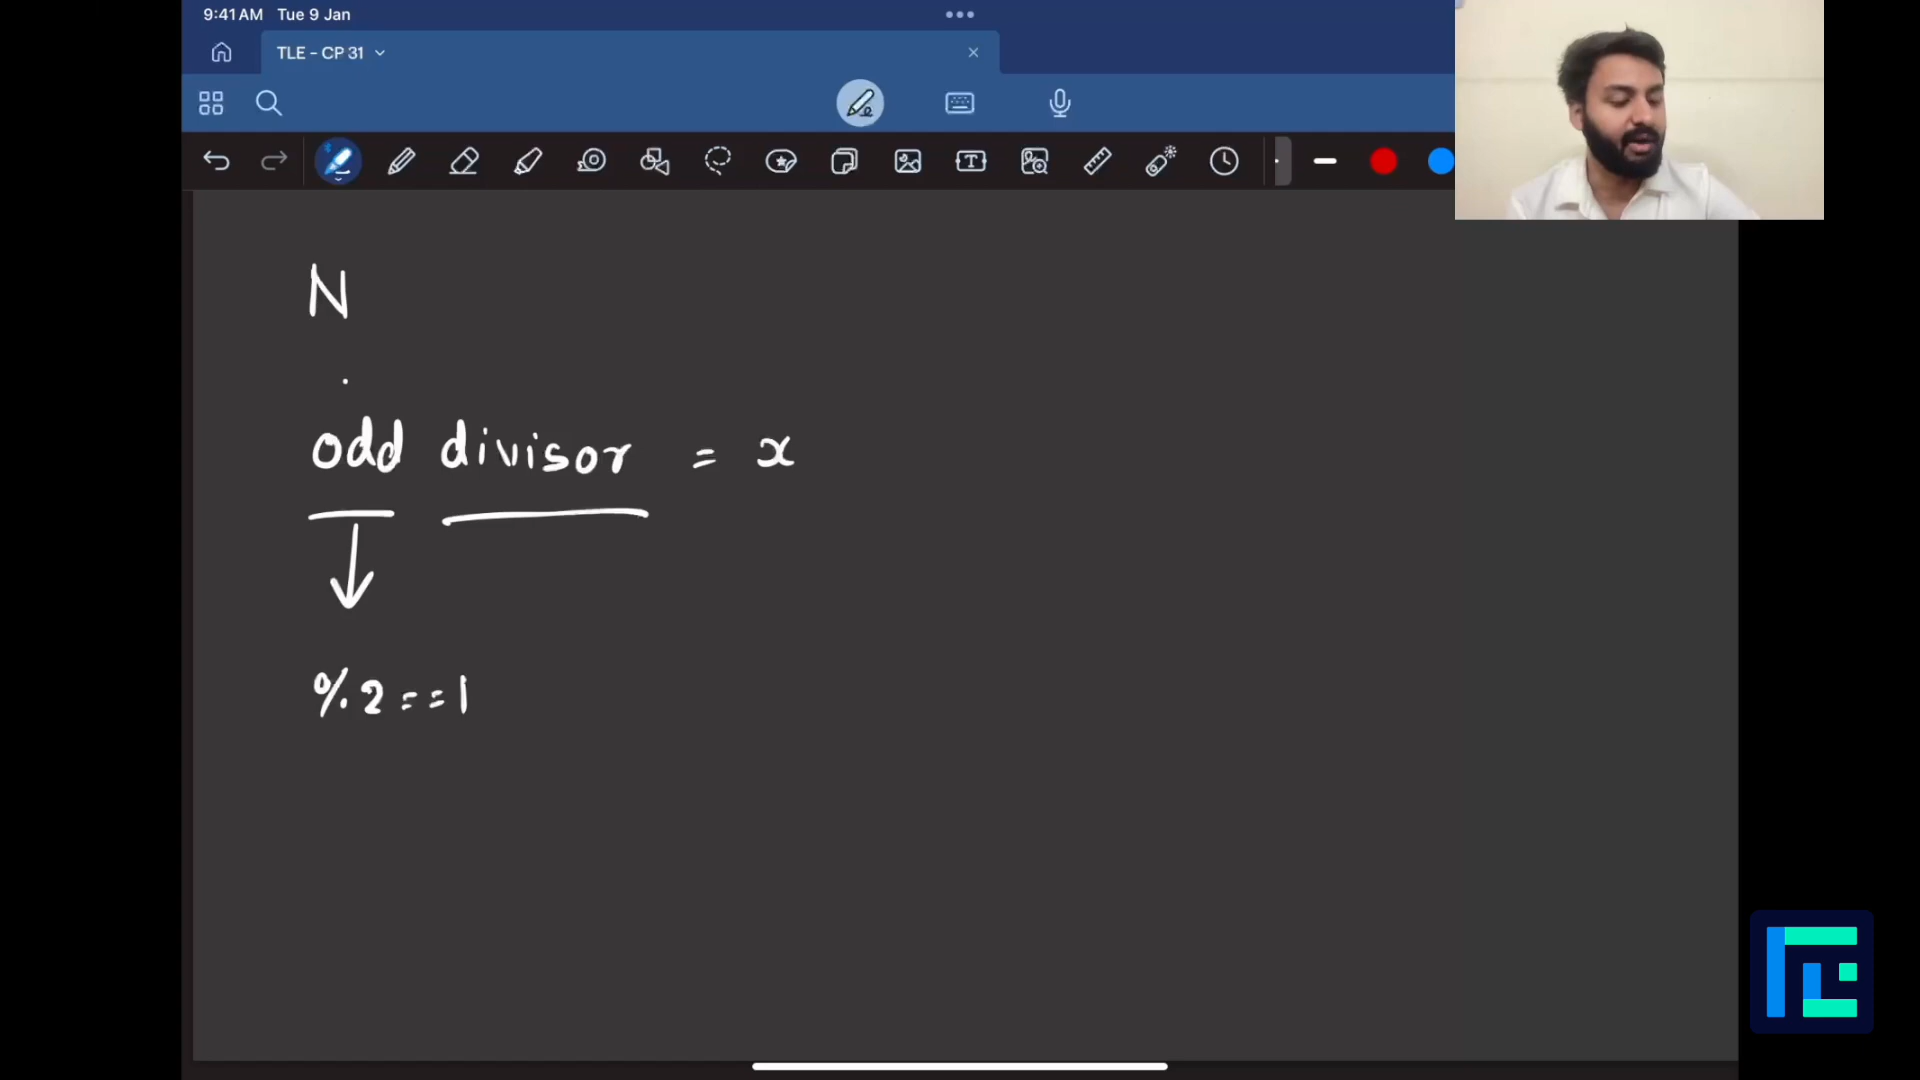 9:41 AM Tue 9 Jan
TLE - CP 31
N
odd divisor = x
%2==1